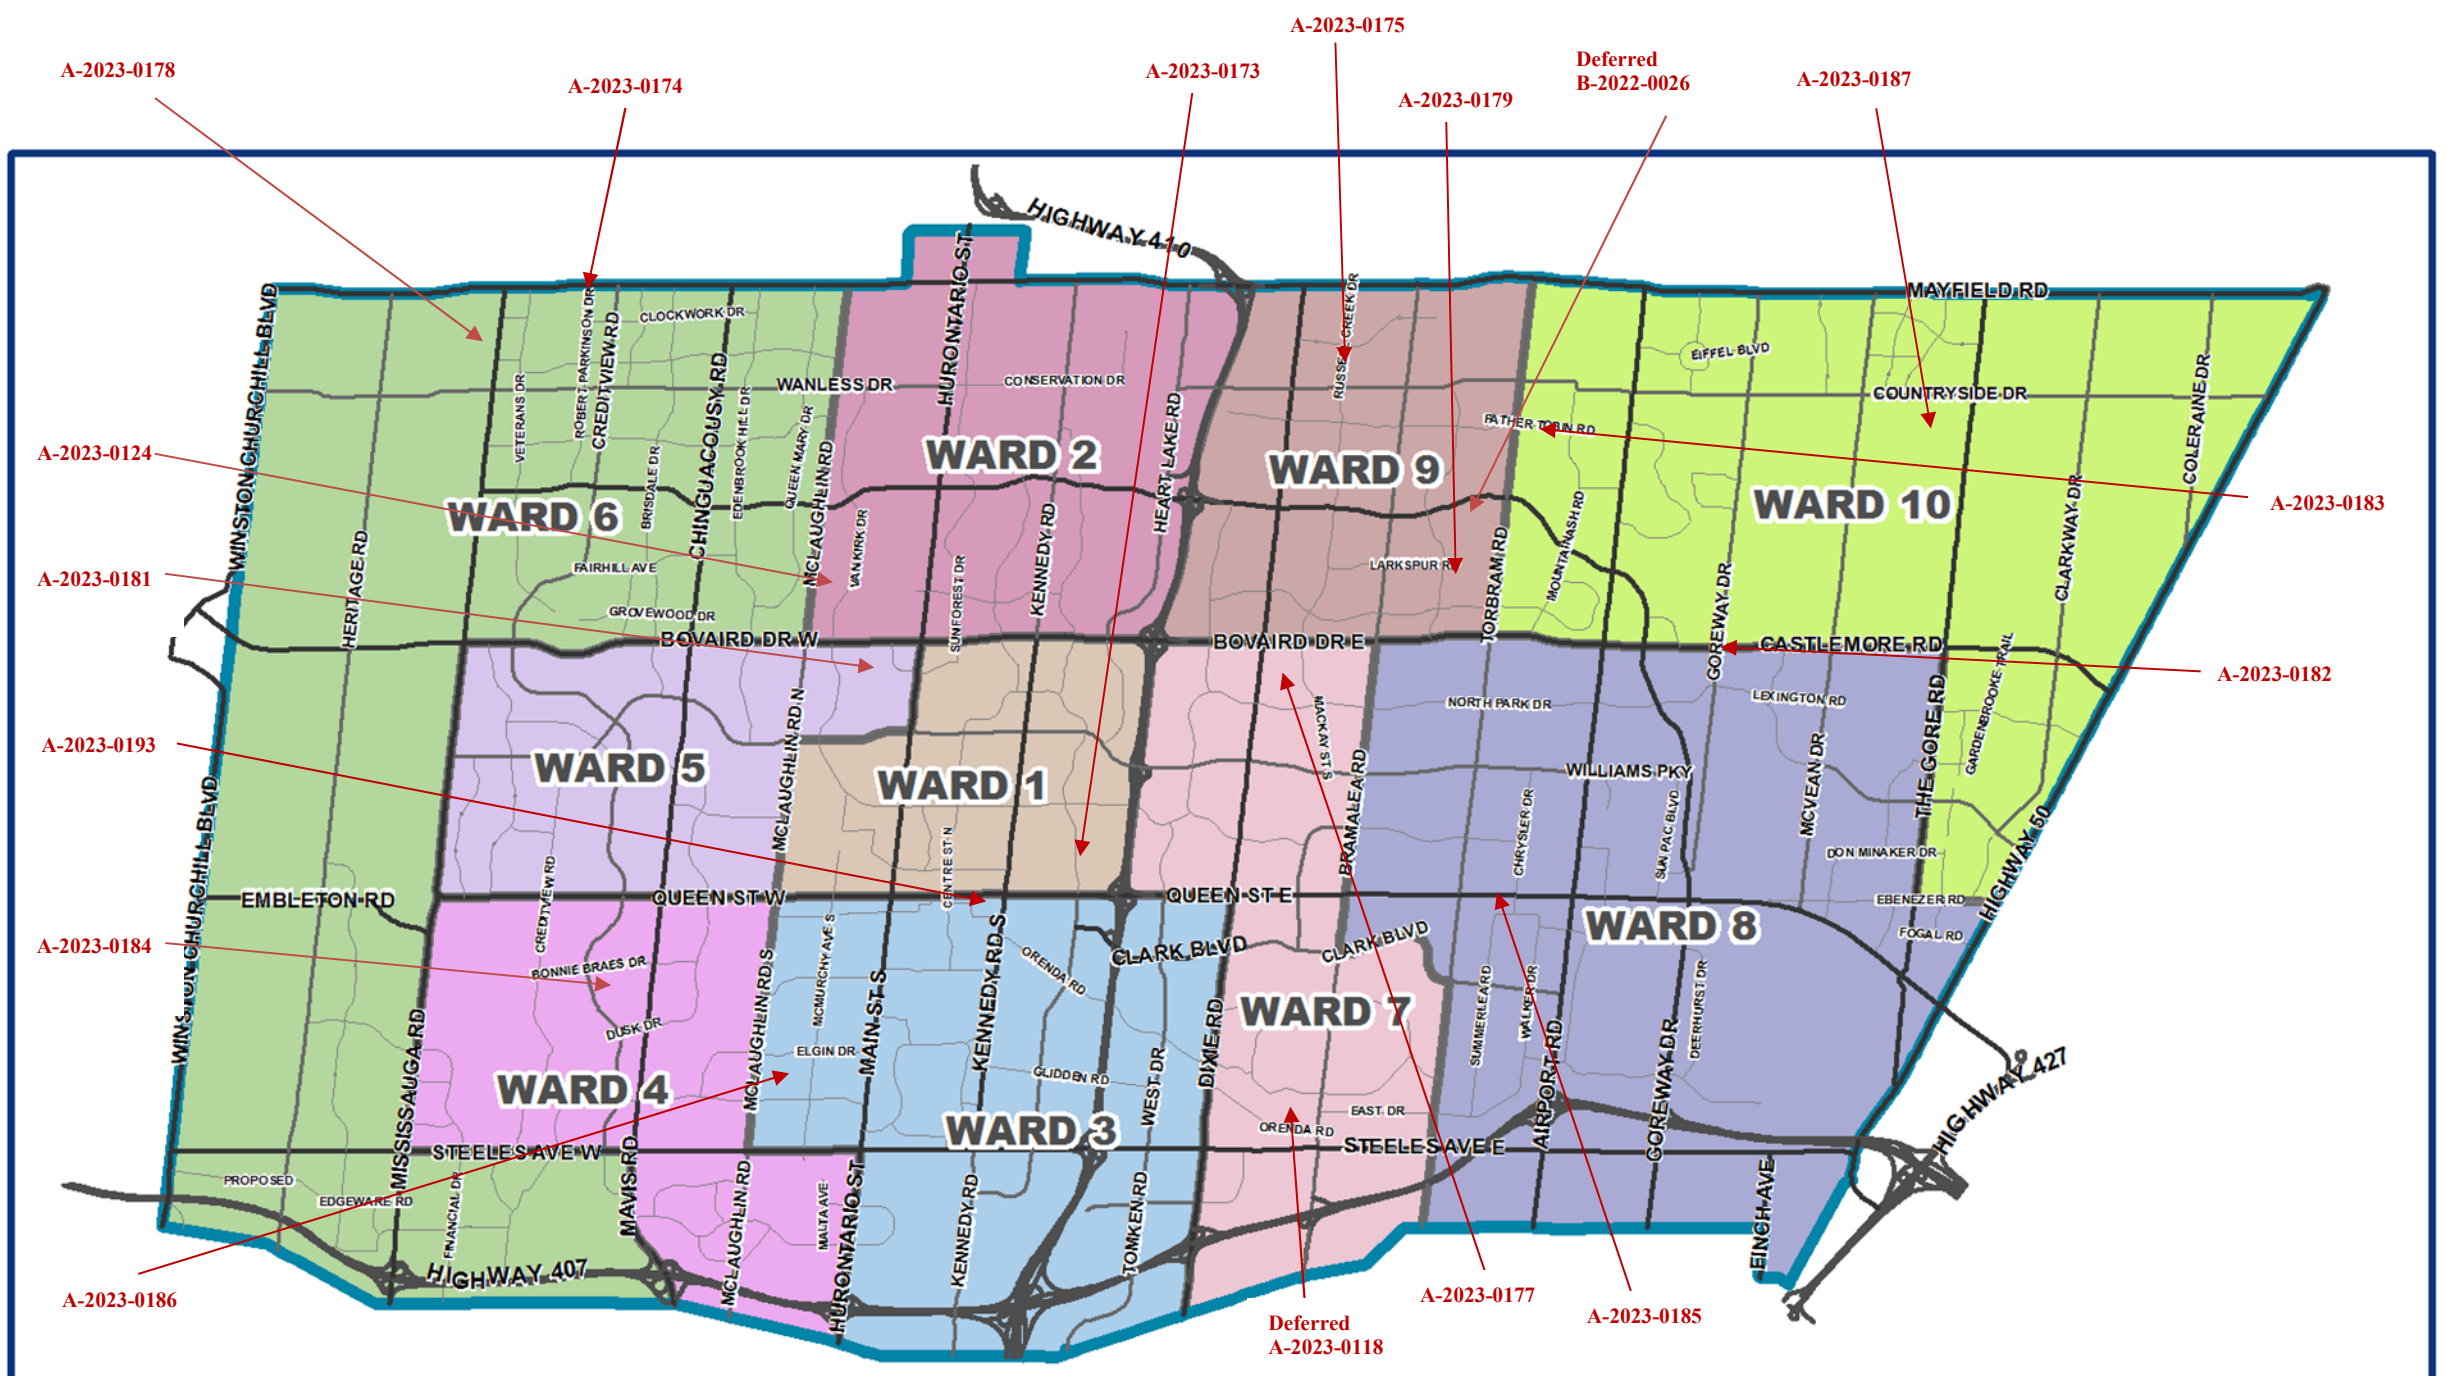 A-2023-0175
Deferred
B-2022-0026
A-2023-0178
A-2023-0174
A-2023-0173
A-2023-0179
A-2023-0187
HIGHWAY 410
MAYFIELD RD
WINSTON CHURCHILL BLVD
ROBERT PARKINSON DR
CREDITVIEW RD
CLOCKWORK DR
HURONTARIO ST
CREEK DR
EIFFEL BLVD
VETERANS DR
CHINGUACOUSY RD
EDENBROOK HILL DR
WANLESS DR
CONSERVATION DR
COUNTRYSIDE DR
COLERAINE DR
QUEEN MARY DR
MCLAUGHLIN RD
HEART LAKE RD
FATHER TOBIN RD
A-2023-0124
WARD 2
WARD 9
WARD 10
WARD 6
BRISDALE DR
VAN KIRK DR
KENNEDY RD
MOUNTAINASH RD
CLARKWAY DR
A-2023-0183
HERITAGE RD
FAIRHILL AVE
SUNFOREST DR
LARKSPUR RD
TORBRAM RD
GOREWAY DR
A-2023-0181
GROVEWOOD DR
BOVAIRD DR W
BOVAIRD DR E
CASTLEMORE RD
GARDENBROOKE TRAIL
A-2023-0182
MCLAUGHLIN RD N
MACKAY ST S
NORTH PARK DR
LEXINGTON RD
THE GORE RD
A-2023-0193
WARD 5
WARD 1
BRAMALEA RD
WILLIAMS PKY
MCVEAN DR
WINSTON CHURCHILL BLVD
CREDITVIEW RD
CENTRE ST N
CHRYSLER DR
SUN PAC BLVD
DON MINAKER DR
HIGHWAY 50
EMBLETON RD
QUEEN ST W
QUEEN ST E
EBENEZER RD
A-2023-0184
BONNIE BRAES DR
MCMURCHY AVE S
ORENDA RD
CLARK BLVD
CLARK BLVD
WARD 8
FOGAL RD
DUSK DR
MCLAUGHLIN RD S
MAIN ST S
KENNEDY RD S
DIXIE RD
WARD 7
SUMMERLEA RD
WALKER DR
DEERHURST DR
MISSISSAUGA RD
ELGIN DR
GLIDDEN RD
WEST DR
AIRPORT RD
GOREWAY DR
HIGHWAY 427
WARD 4
WARD 3
EAST DR
ORENDA RD
STEELES AVE W
STEELES AVE E
PROPOSED
EDGEWARE RD
FINANCIAL DR
MAVIS RD
MCLAUGHLIN RD
MALTA AVE
HURONTARIO ST
KENNEDY RD
TOMKEN RD
FINCH AVE
HIGHWAY 407
A-2023-0186
A-2023-0177
A-2023-0185
Deferred
A-2023-0118